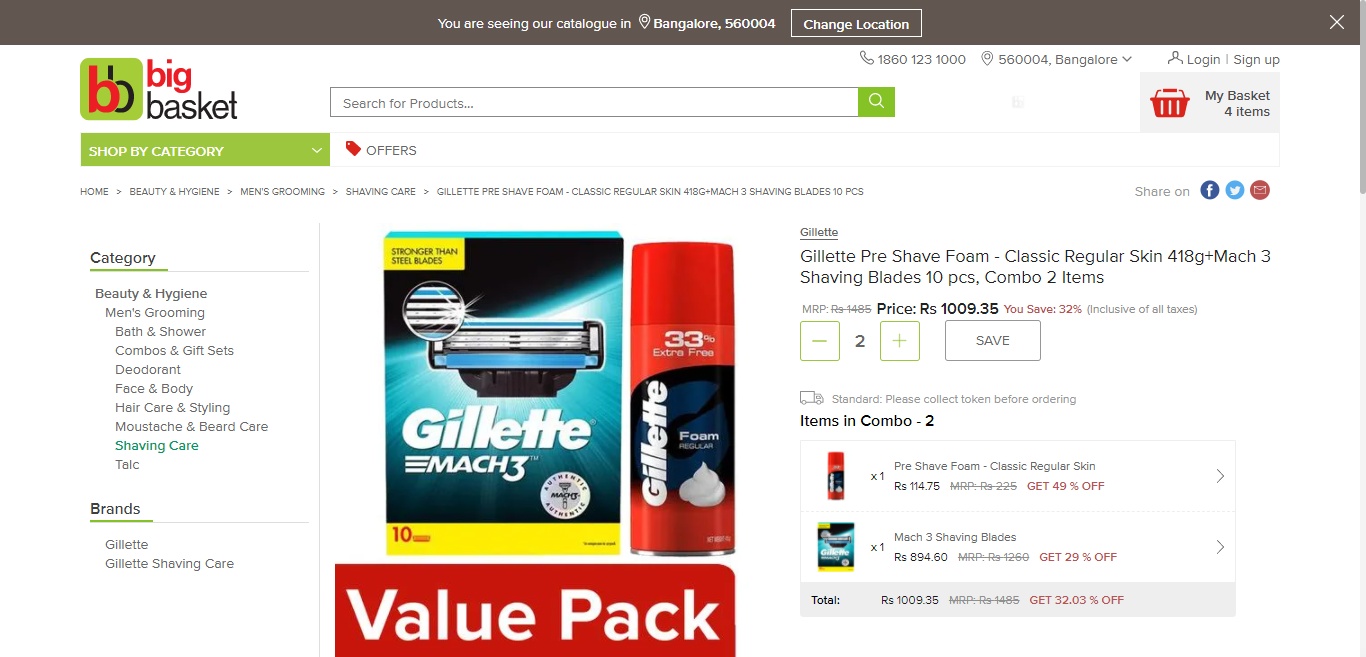 You are seeing our catalogue in Bangalore, 560004 Change Location
1860 123 1000 560004, Bangalore Login | Sign up
big
basket
Search for Products...
My Basket
4 items
SHOP BY CATEGORY OFFERS
HOME > BEAUTY & HYGIENE > MEN'S GROOMING > SHAVING CARE > GILLETTE PRE SHAVE FOAM - CLASSIC REGULAR SKIN 418G+MACH 3 SHAVING BLADES 10 PCS
Share on
Category
Beauty & Hygiene
Men's Grooming
Bath & Shower
Combos & Gift Sets
Deodorant
Face & Body
Hair Care & Styling
Moustache & Beard Care
Shaving Care
Talc
Brands
Gillette
Gillette Shaving Care
STRONGER THAN
STEEL BLADES
Gillette
MACH3™
AUTHENTIC
MACH3
AUTHENTIC
10
33%
Extra Free
Gillette
Foam
REGULAR
Value Pack
Gillette
Gillette Pre Shave Foam - Classic Regular Skin 418g+Mach 3
Shaving Blades 10 pcs, Combo 2 Items
MRP: Rs 1485 Price: Rs 1009.35 You Save: 32% (Inclusive of all taxes)
2 SAVE
Standard: Please collect token before ordering
Items in Combo - 2
x 1
Pre Shave Foam - Classic Regular Skin
Rs 114.75 MRP: Rs 225 GET 49 % OFF
x 1
Mach 3 Shaving Blades
Rs 894.60 MRP: Rs 1260 GET 29 % OFF
Total: Rs 1009.35 MRP: Rs 1485 GET 32.03 % OFF